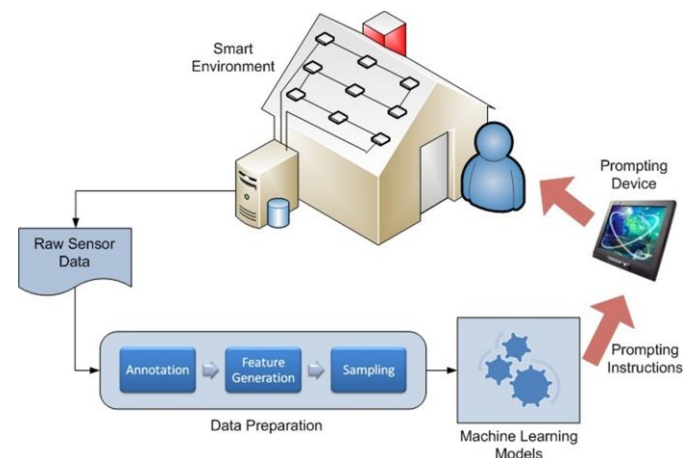 Smart
Environment
Prompting
Device
Raw Sensor
Data
Prompting
Instructions
Annotation
Feature
Generation
Sampling
Data Preparation
Machine Learning
Models